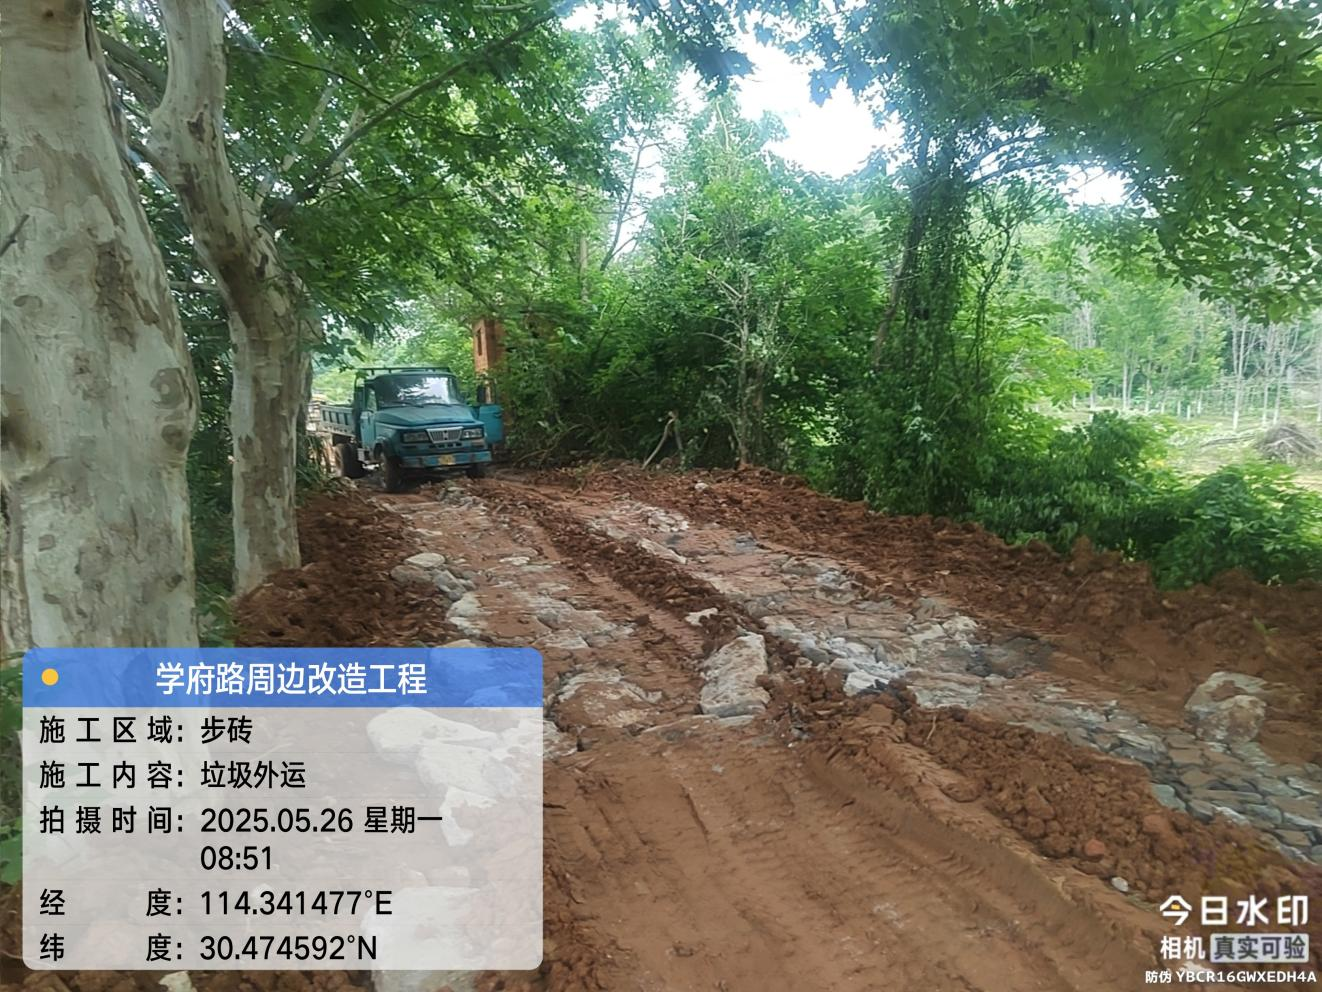 学府路周边改造工程
施工区域：步砖
施工内容：垃圾外运
拍摄时间：2025.05.26 星期一
08:51
经度：114.341477°E
纬度：30.474592°N
今日水印
相机 真实可验
防伪 YBCR16GWXEDH4A